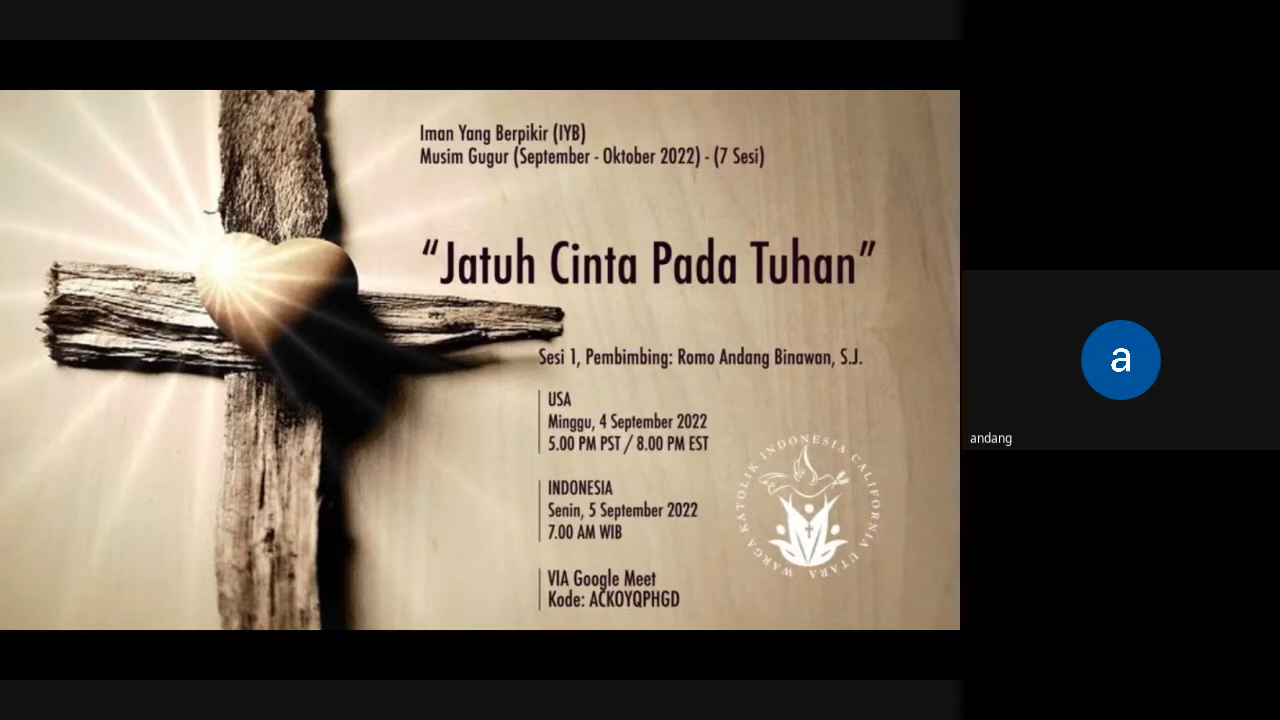 Iman Yang Berpikir (IYB)
Musim Gugur (September - Oktober 2022) - (7 Sesi)
“Jatuh Cinta Pada Tuhan”
Sesi 1, Pembimbing: Romo Andang Binawan, S.J.
USA
Minggu, 4 September 2022
5.00 PM PST / 8.00 PM EST
INDONESIA
Senin, 5 September 2022
7.00 AM WIB
VIA Google Meet
Kode: ACKOYQPHGD
WARGA KATOLIK INDONESIA CALIFORNIA UTARA
a
andang